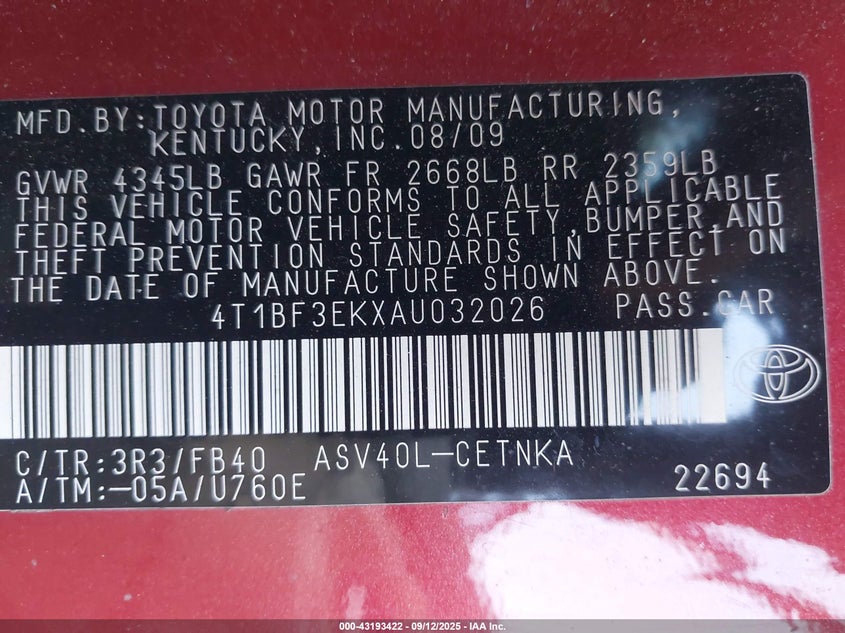 MFD.BY:TOYOTA MOTOR MANUFACTURING,
KENTUCKY,INC.08/09
GVWR 4345LB GAWR FR 2668LB RR 2359LB
THIS VEHICLE CONFORMS TO ALL APPLICABLE
FEDERAL MOTOR VEHICLE SAFETY,BUMPER,AND
THEFT PREVENTION STANDARDS IN EFFECT ON
THE DATE OF MANUFACTURE SHOWN ABOVE.
4T1BF3EKXAU032026 PASS.CAR
C/TR:3R3/FB40 ASV40L-CETNKA
A/TM:-05A/U760E 22694
000-43193422 - 09/12/2025 - IAA Inc.